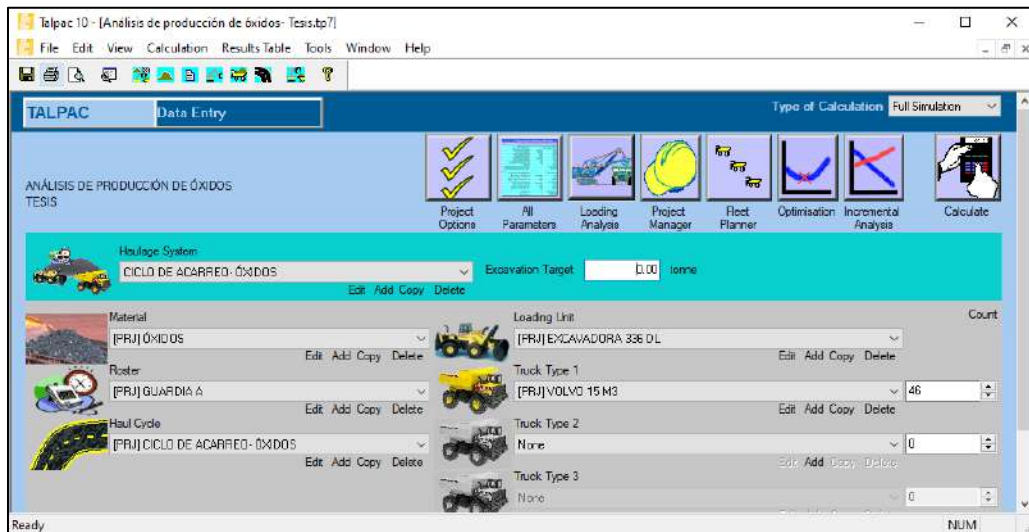 Talpac 10 - [Análisis de producción de óxidos- Tesis.tp7]
File Edit View Calculation Results Table Tools Window Help
TALPAC Data Entry Type of Calculation Full Simulation
ANÁLISIS DE PRODUCCIÓN DE ÓXIDOS
TESIS
Project Options All Parameters Loading Analysis Project Manager Fleet Planner Optimisation Incremental Analysis Calculate
Haulage System
CICLO DE ACARREO- ÓXIDOS Excavation Target 0.00 tonne
Edit Add Copy Delete
Material Loading Unit Count
[PRJ] ÓXIDOS [PRJ] EXCAVADORA 336 DL
Edit Add Copy Delete Edit Add Copy Delete
Roster Truck Type 1
[PRJ] GUARDIA A [PRJ] VOLVO 15 M3 46
Edit Add Copy Delete Edit Add Copy Delete
Haul Cycle Truck Type 2
[PRJ] CICLO DE ACARREO- ÓXIDOS None 0
Edit Add Copy Delete Edit Add Copy Delete
Truck Type 3
None 0
Ready NUM